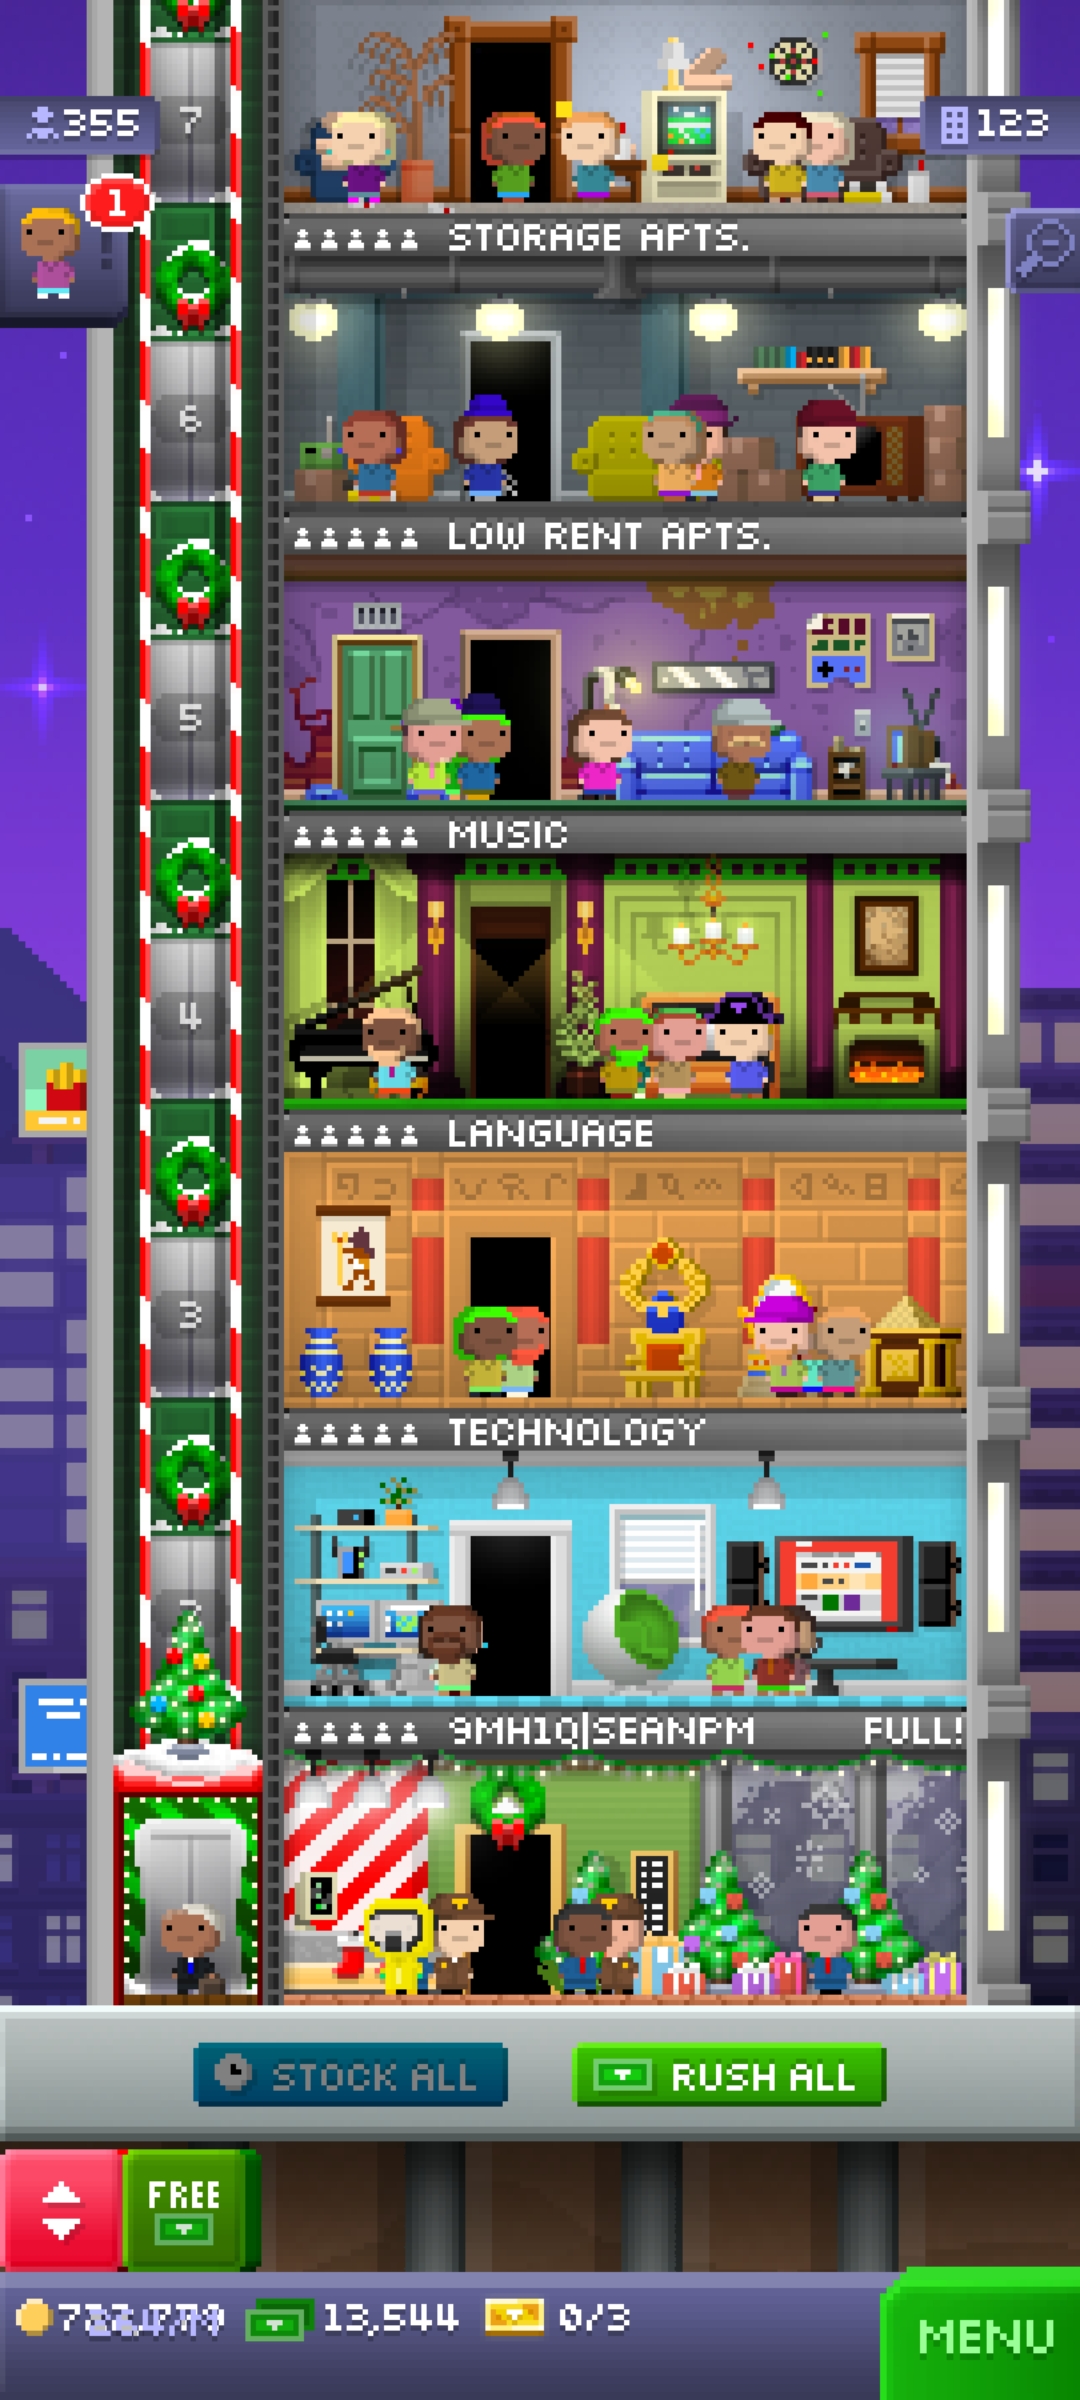 7
355
123
1
STORAGE APTS.
6
LOW RENT APTS.
5
MUSIC
4
LANGUAGE
3
TECHNOLOGY
9MH1Q|SEANPM FULL!
STOCK ALL
RUSH ALL
FREE
13,544
0/3
MENU